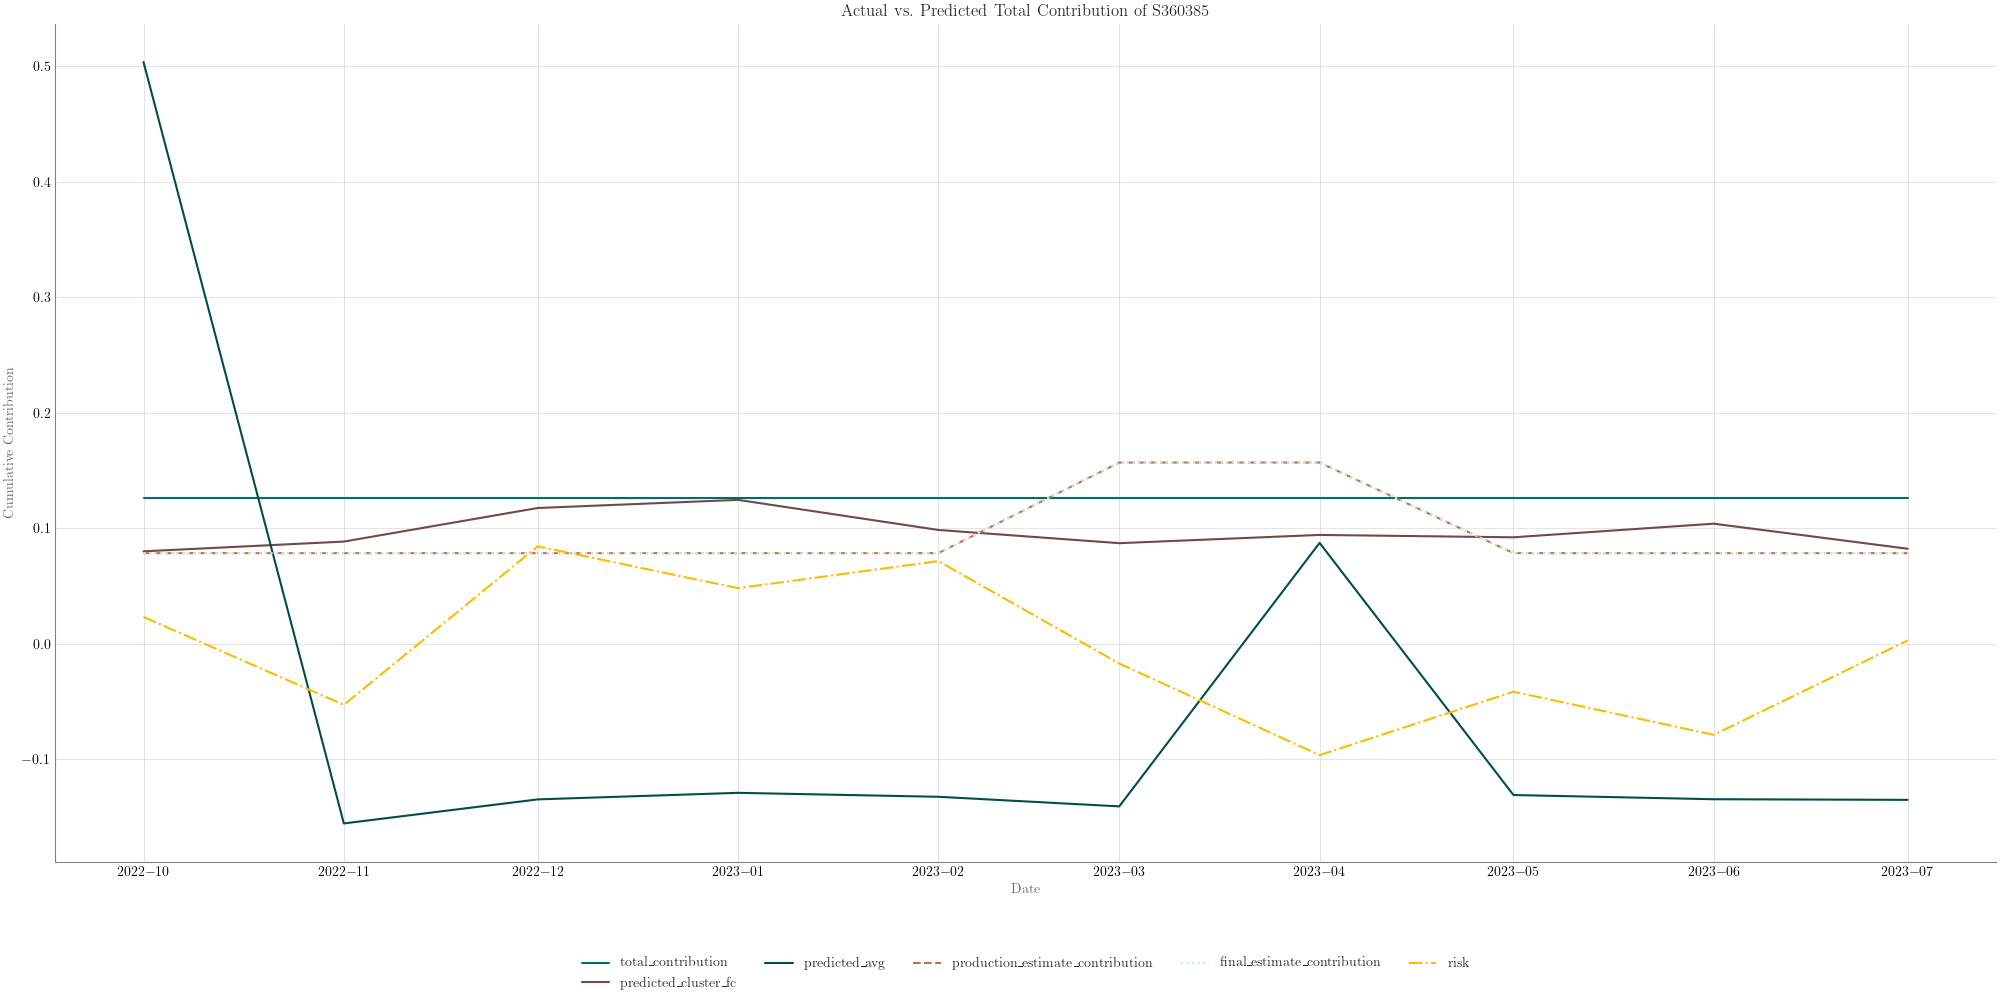 Actual vs. Predicted Total Contribution of S360385
Cumulative Contribution
0.5
0.4
0.3
0.2
0.1
0.0
−0.1
2022−10 2022−11 2022−12 2023−01 2023−02 2023−03 2023−04 2023−05 2023−06 2023−07
Date
total_contribution predicted_avg production_estimate_contribution final_estimate_contribution risk
predicted_cluster_fc